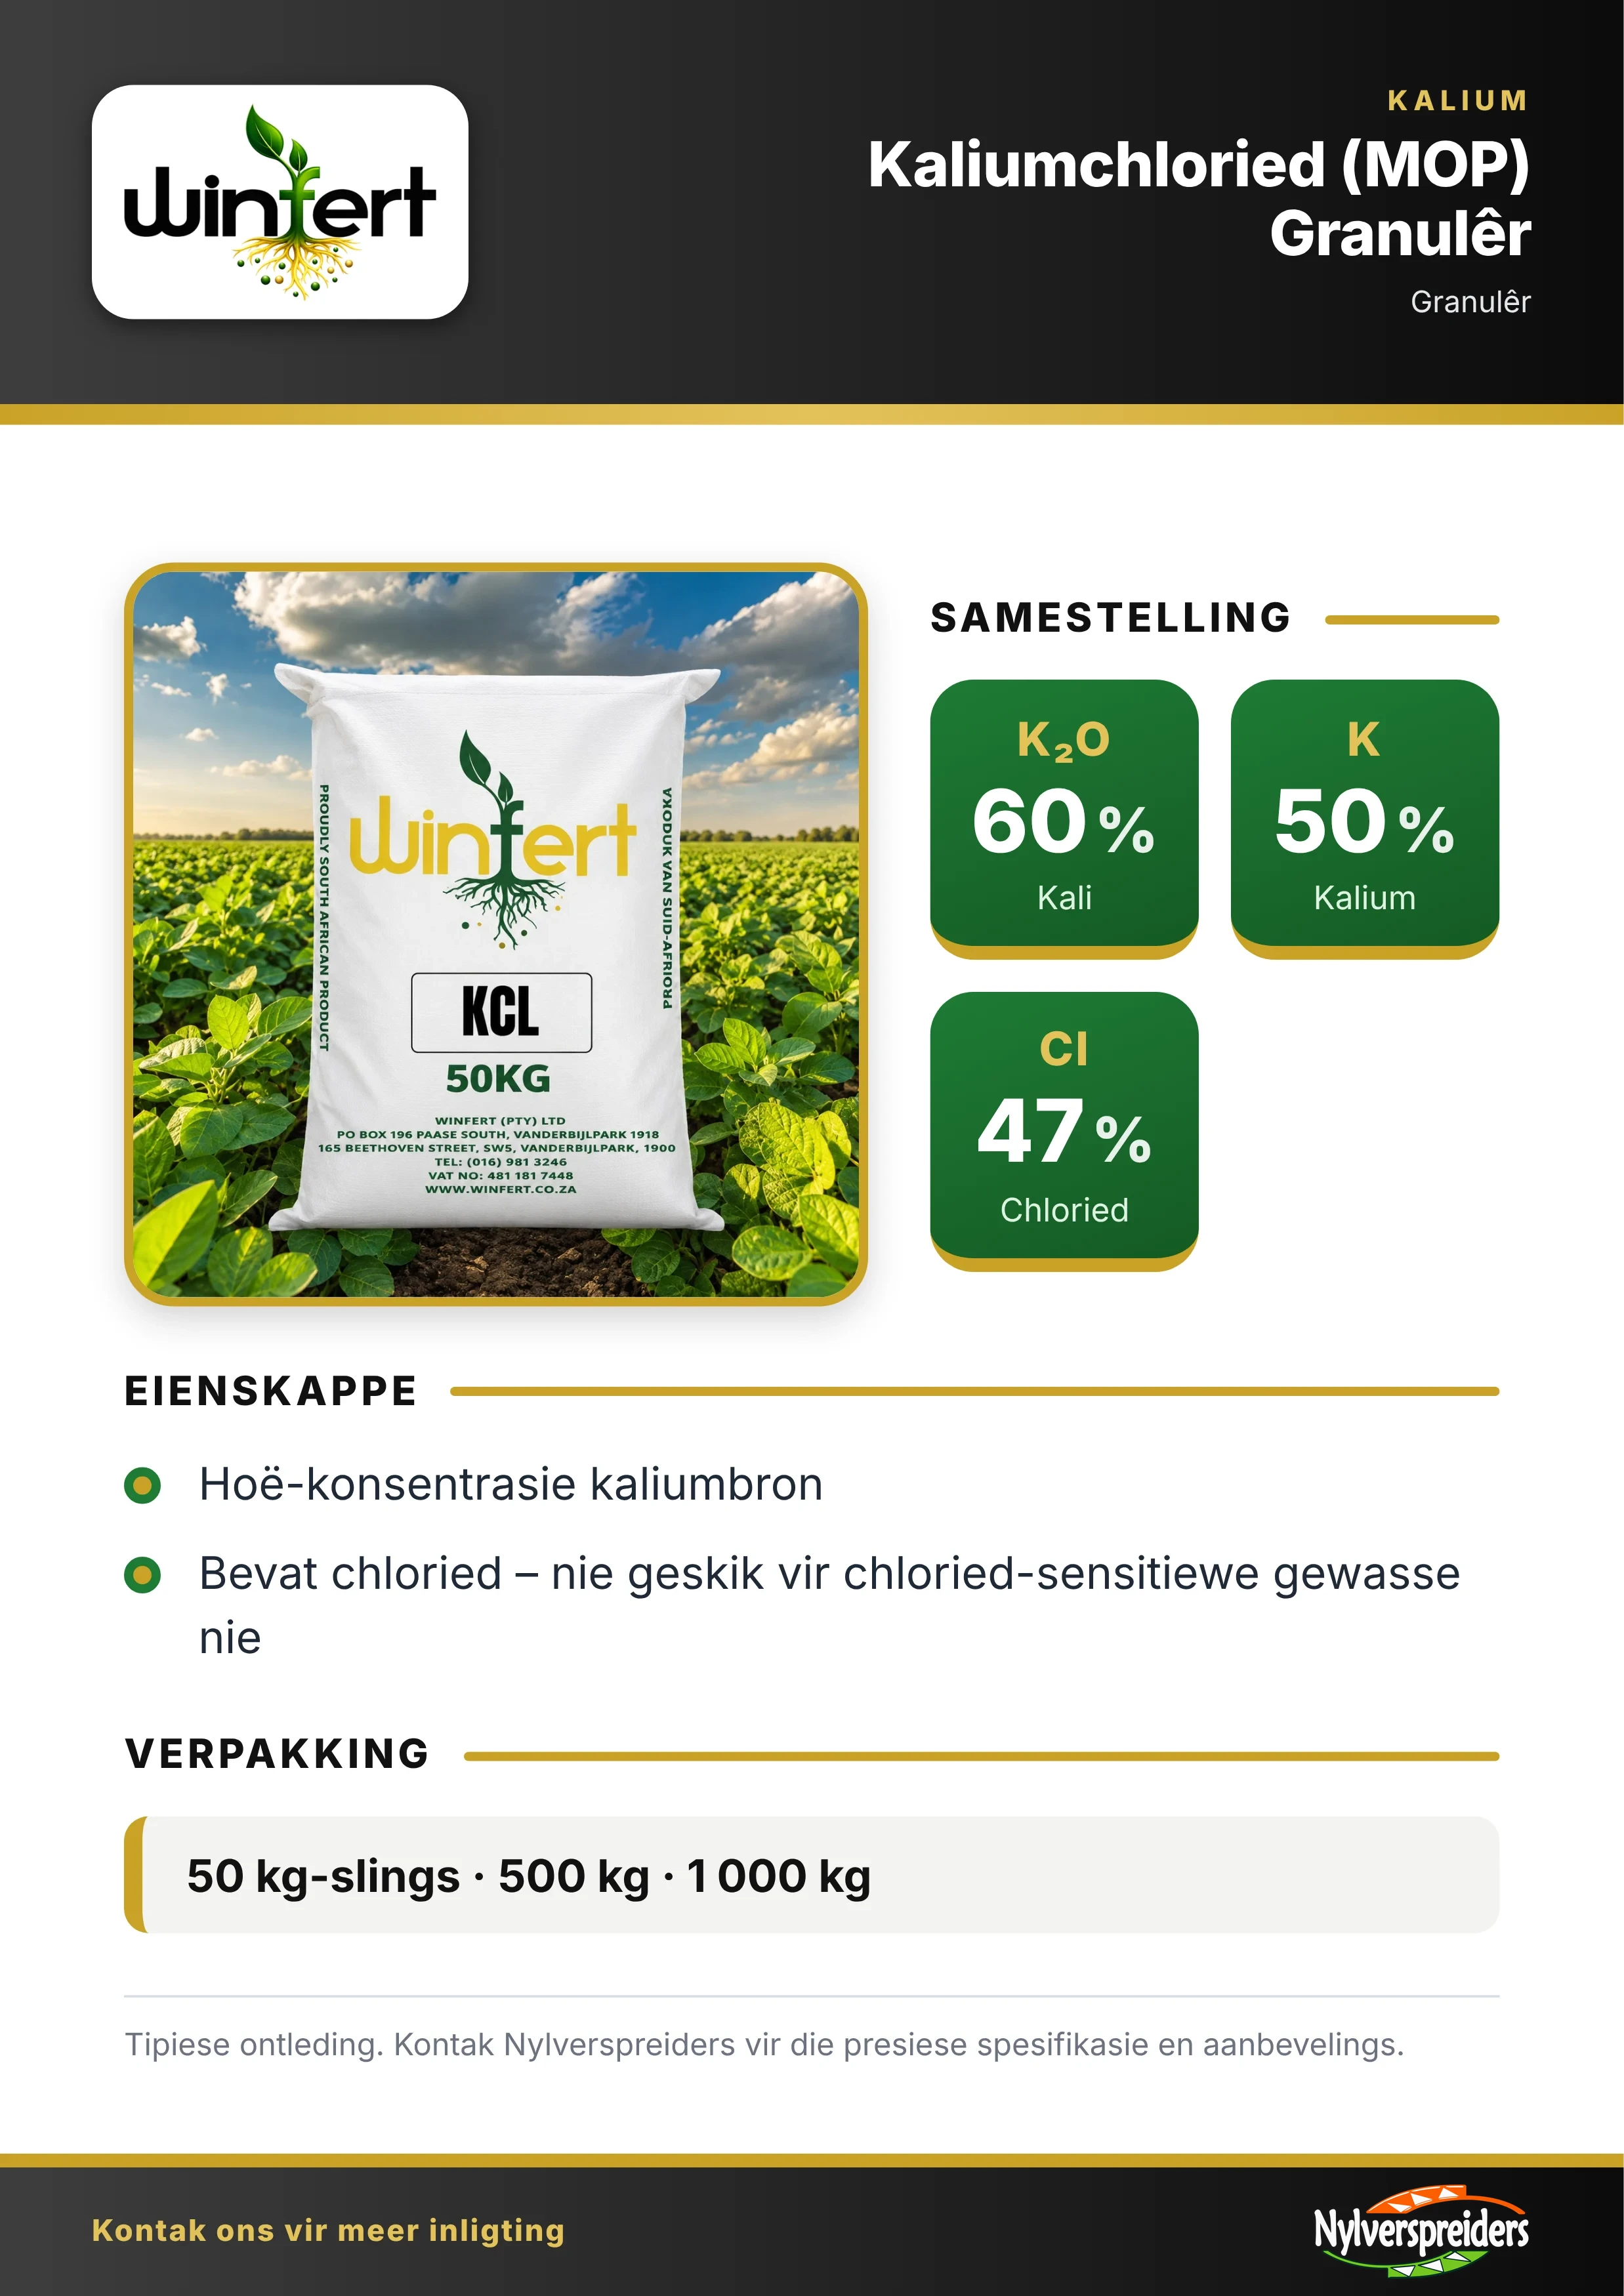 winfert
KALIUM
Kaliumchloried (MOP)
Granulêr
Granulêr
PROUDLY SOUTH AFRICAN PRODUCT
winfert
PRODUK VAN SUID-AFRIKA
KCL
50KG
WINFERT (PTY) LTD
PO BOX 196 PAASE SOUTH, VANDERBIJLPARK 1918
165 BEETHOVEN STREET, SW5, VANDERBIJLPARK, 1900
TEL: (016) 981 3246
VAT NO: 481 181 7448
WWW.WINFERT.CO.ZA
SAMESTELLING
K₂O
60 %
Kali
K
50 %
Kalium
Cl
47 %
Chloried
EIENSKAPPE
Hoë-konsentrasie kaliumbron
Bevat chloried – nie geskik vir chloried-sensitiewe gewasse
nie
VERPAKKING
50 kg-slings · 500 kg · 1 000 kg
Tipiese ontleding. Kontak Nylverspreiders vir die presiese spesifikasie en aanbevelings.
Kontak ons vir meer inligting
Nylverspreiders